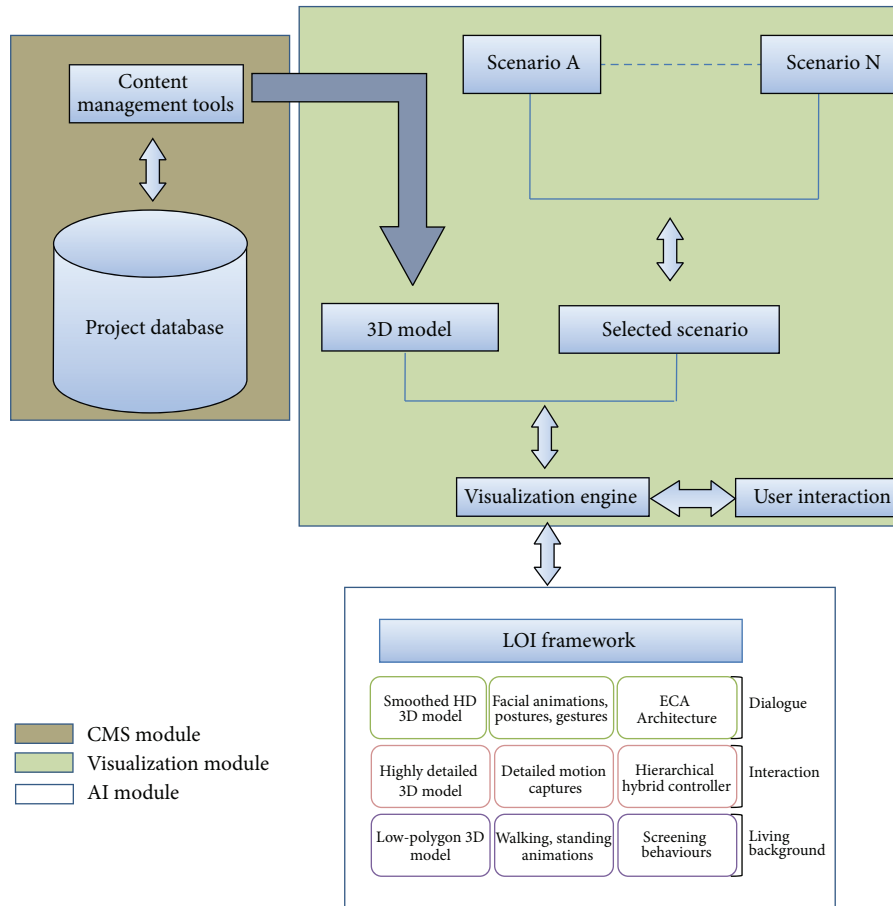 Content
management tools
Scenario A
Scenario N
Project database
3D model
Selected scenario
Visualization engine
User interaction
LOI framework
Smoothed HD
3D model
Facial animations,
postures, gestures
ECA
Architecture
Dialogue
Highly detailed
3D model
Detailed motion
captures
Hierarchical
hybrid controller
Interaction
Low-polygon 3D
model
Walking, standing
animations
Screening
behaviours
Living
background
CMS module
Visualization module
AI module